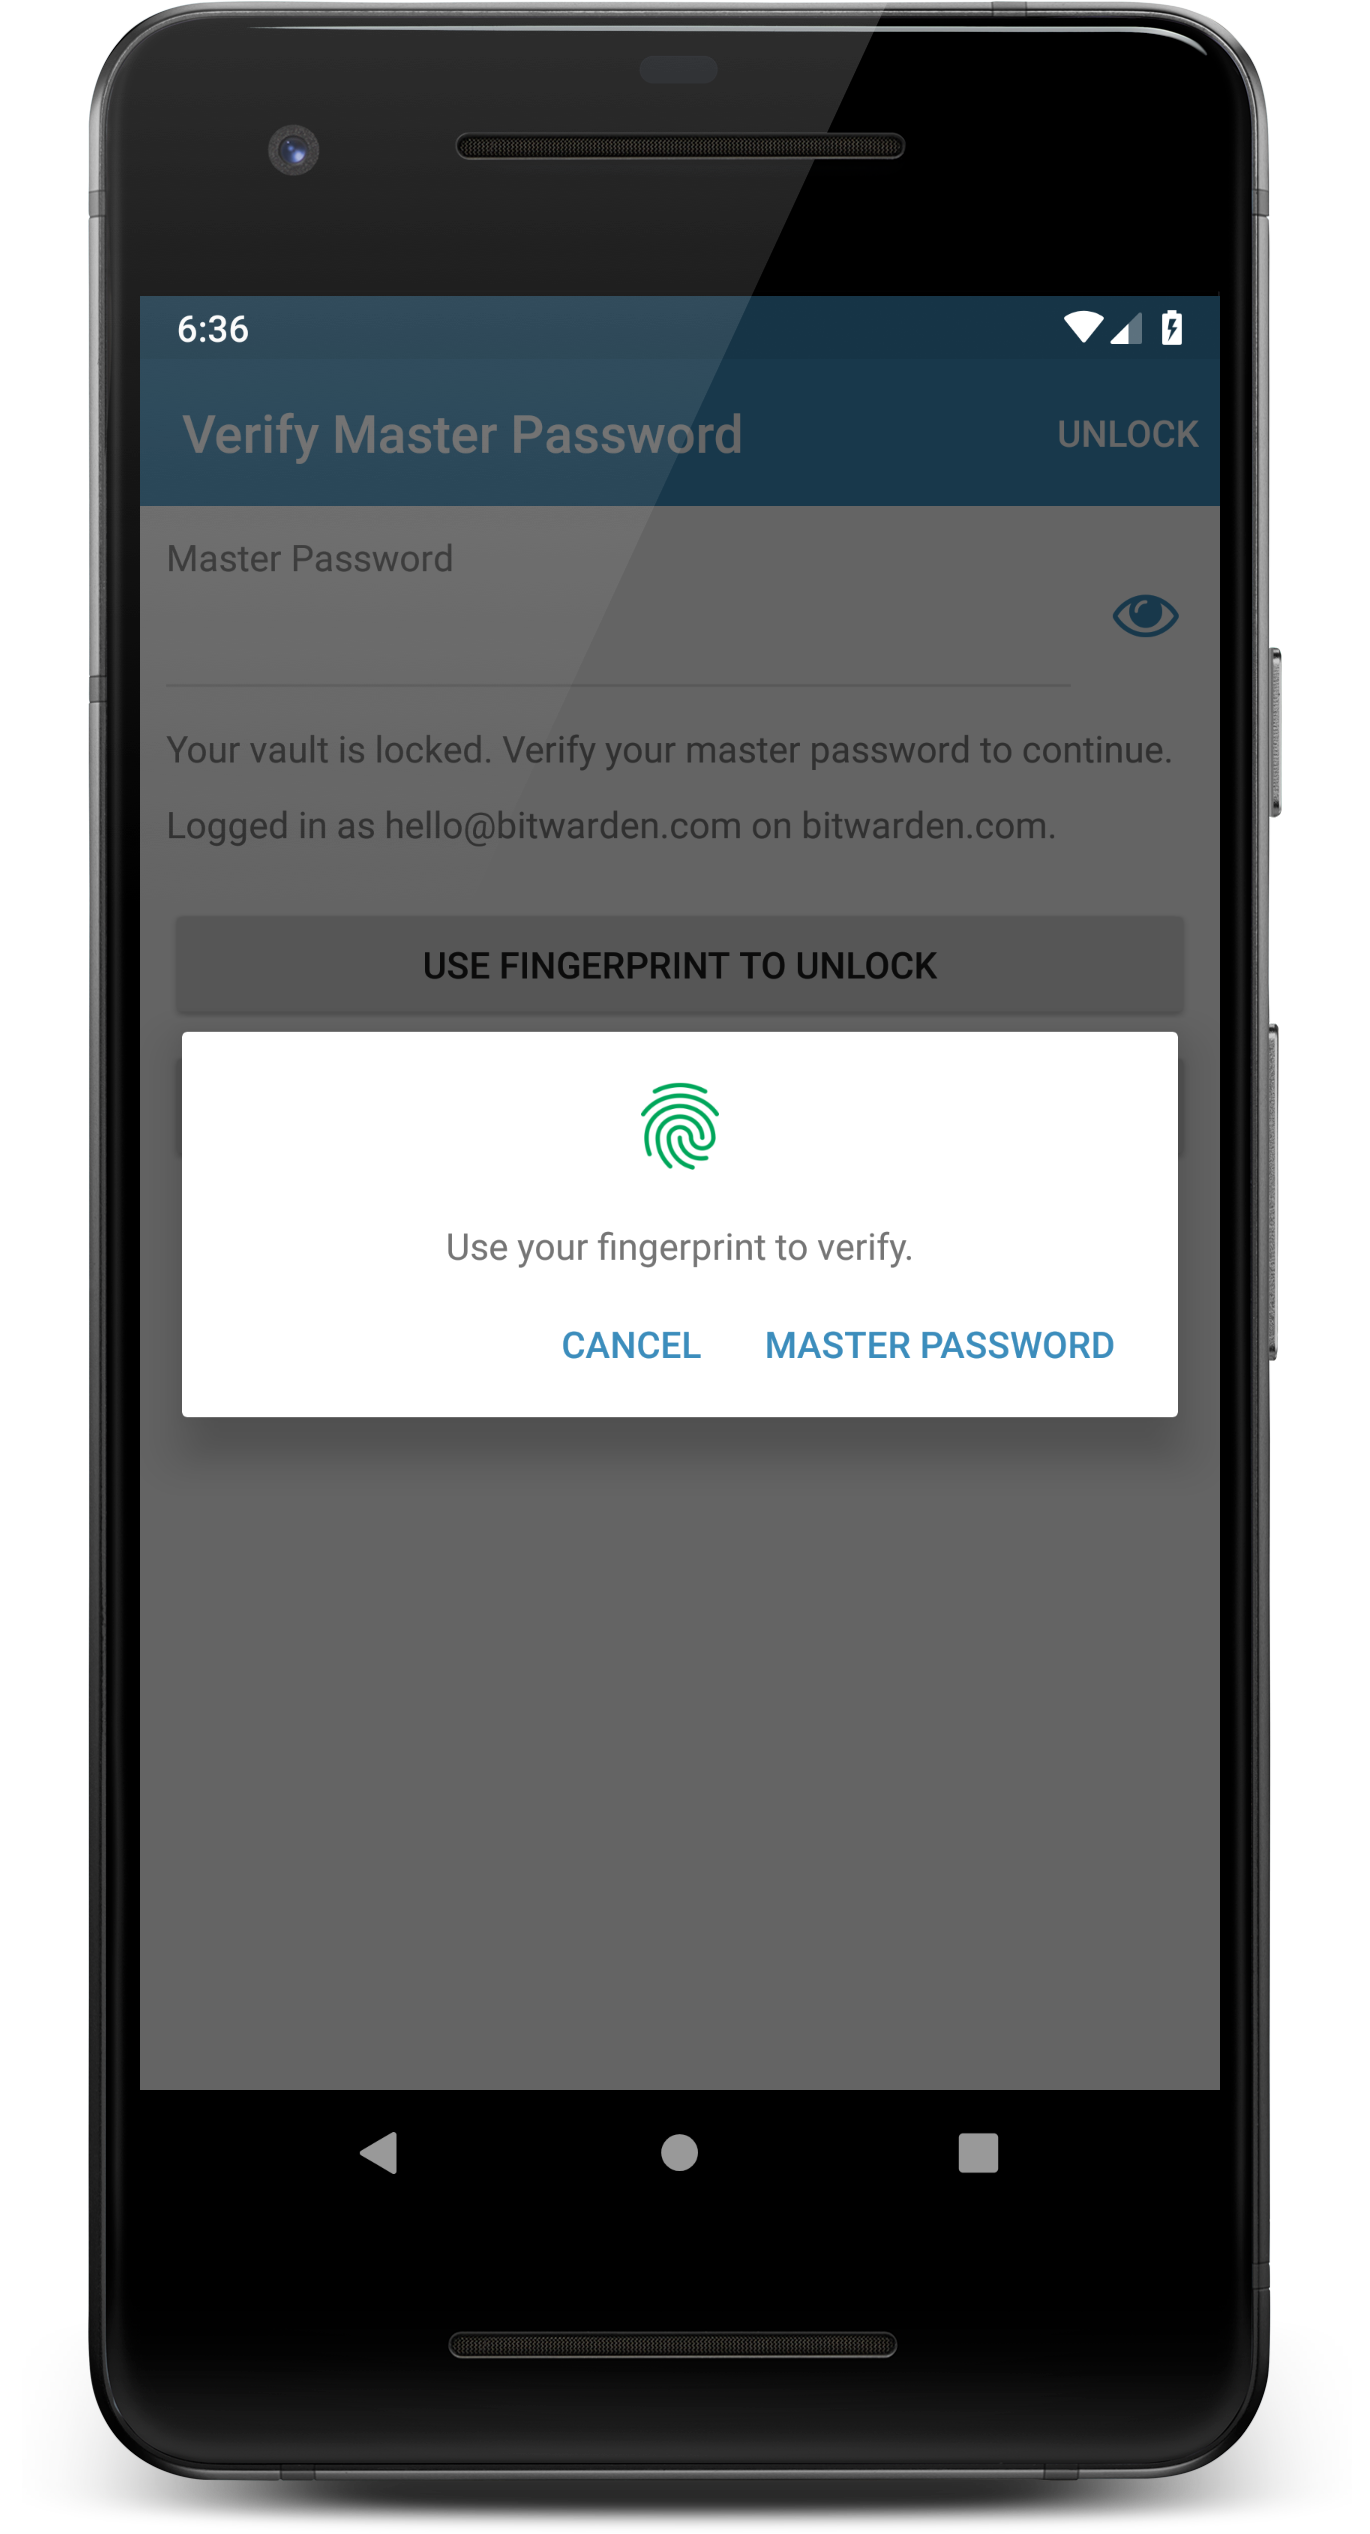 6:36
Verify Master Password
UNLOCK
Master Password
Your vault is locked. Verify your master password to continue.
Logged in as hello@bitwarden.com on bitwarden.com.
USE FINGERPRINT TO UNLOCK
Use your fingerprint to verify.
CANCEL
MASTER PASSWORD